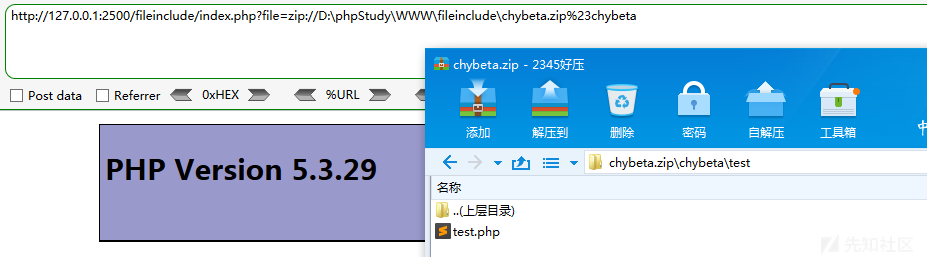 http://127.0.0.1:2500/fileinclude/index.php?file=zip://D:\phpStudy\WWW\fileinclude\chybeta.zip%23chybeta
chybeta.zip - 2345好压
Post data Referrer 0xHEX %URL
添加 解压到 删除 密码 自解压 工具箱
PHP Version 5.3.29
chybeta.zip\chybeta\test
名称
..(上层目录)
test.php
先知社区